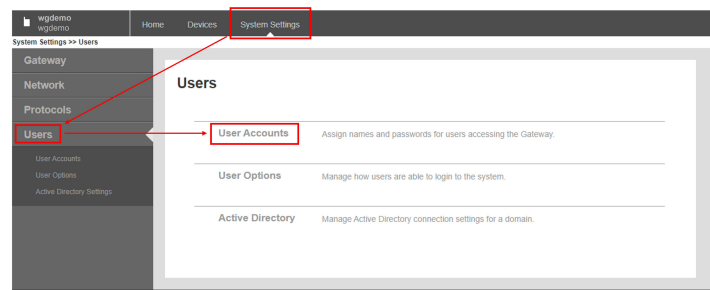 wgdemo
wgdemo
Home Devices System Settings
System Settings >> Users
Gateway
Network
Protocols
Users
User Accounts
User Options
Active Directory Settings
Users
User Accounts Assign names and passwords for users accessing the Gateway.
User Options Manage how users are able to login to the system.
Active Directory Manage Active Directory connection settings for a domain.